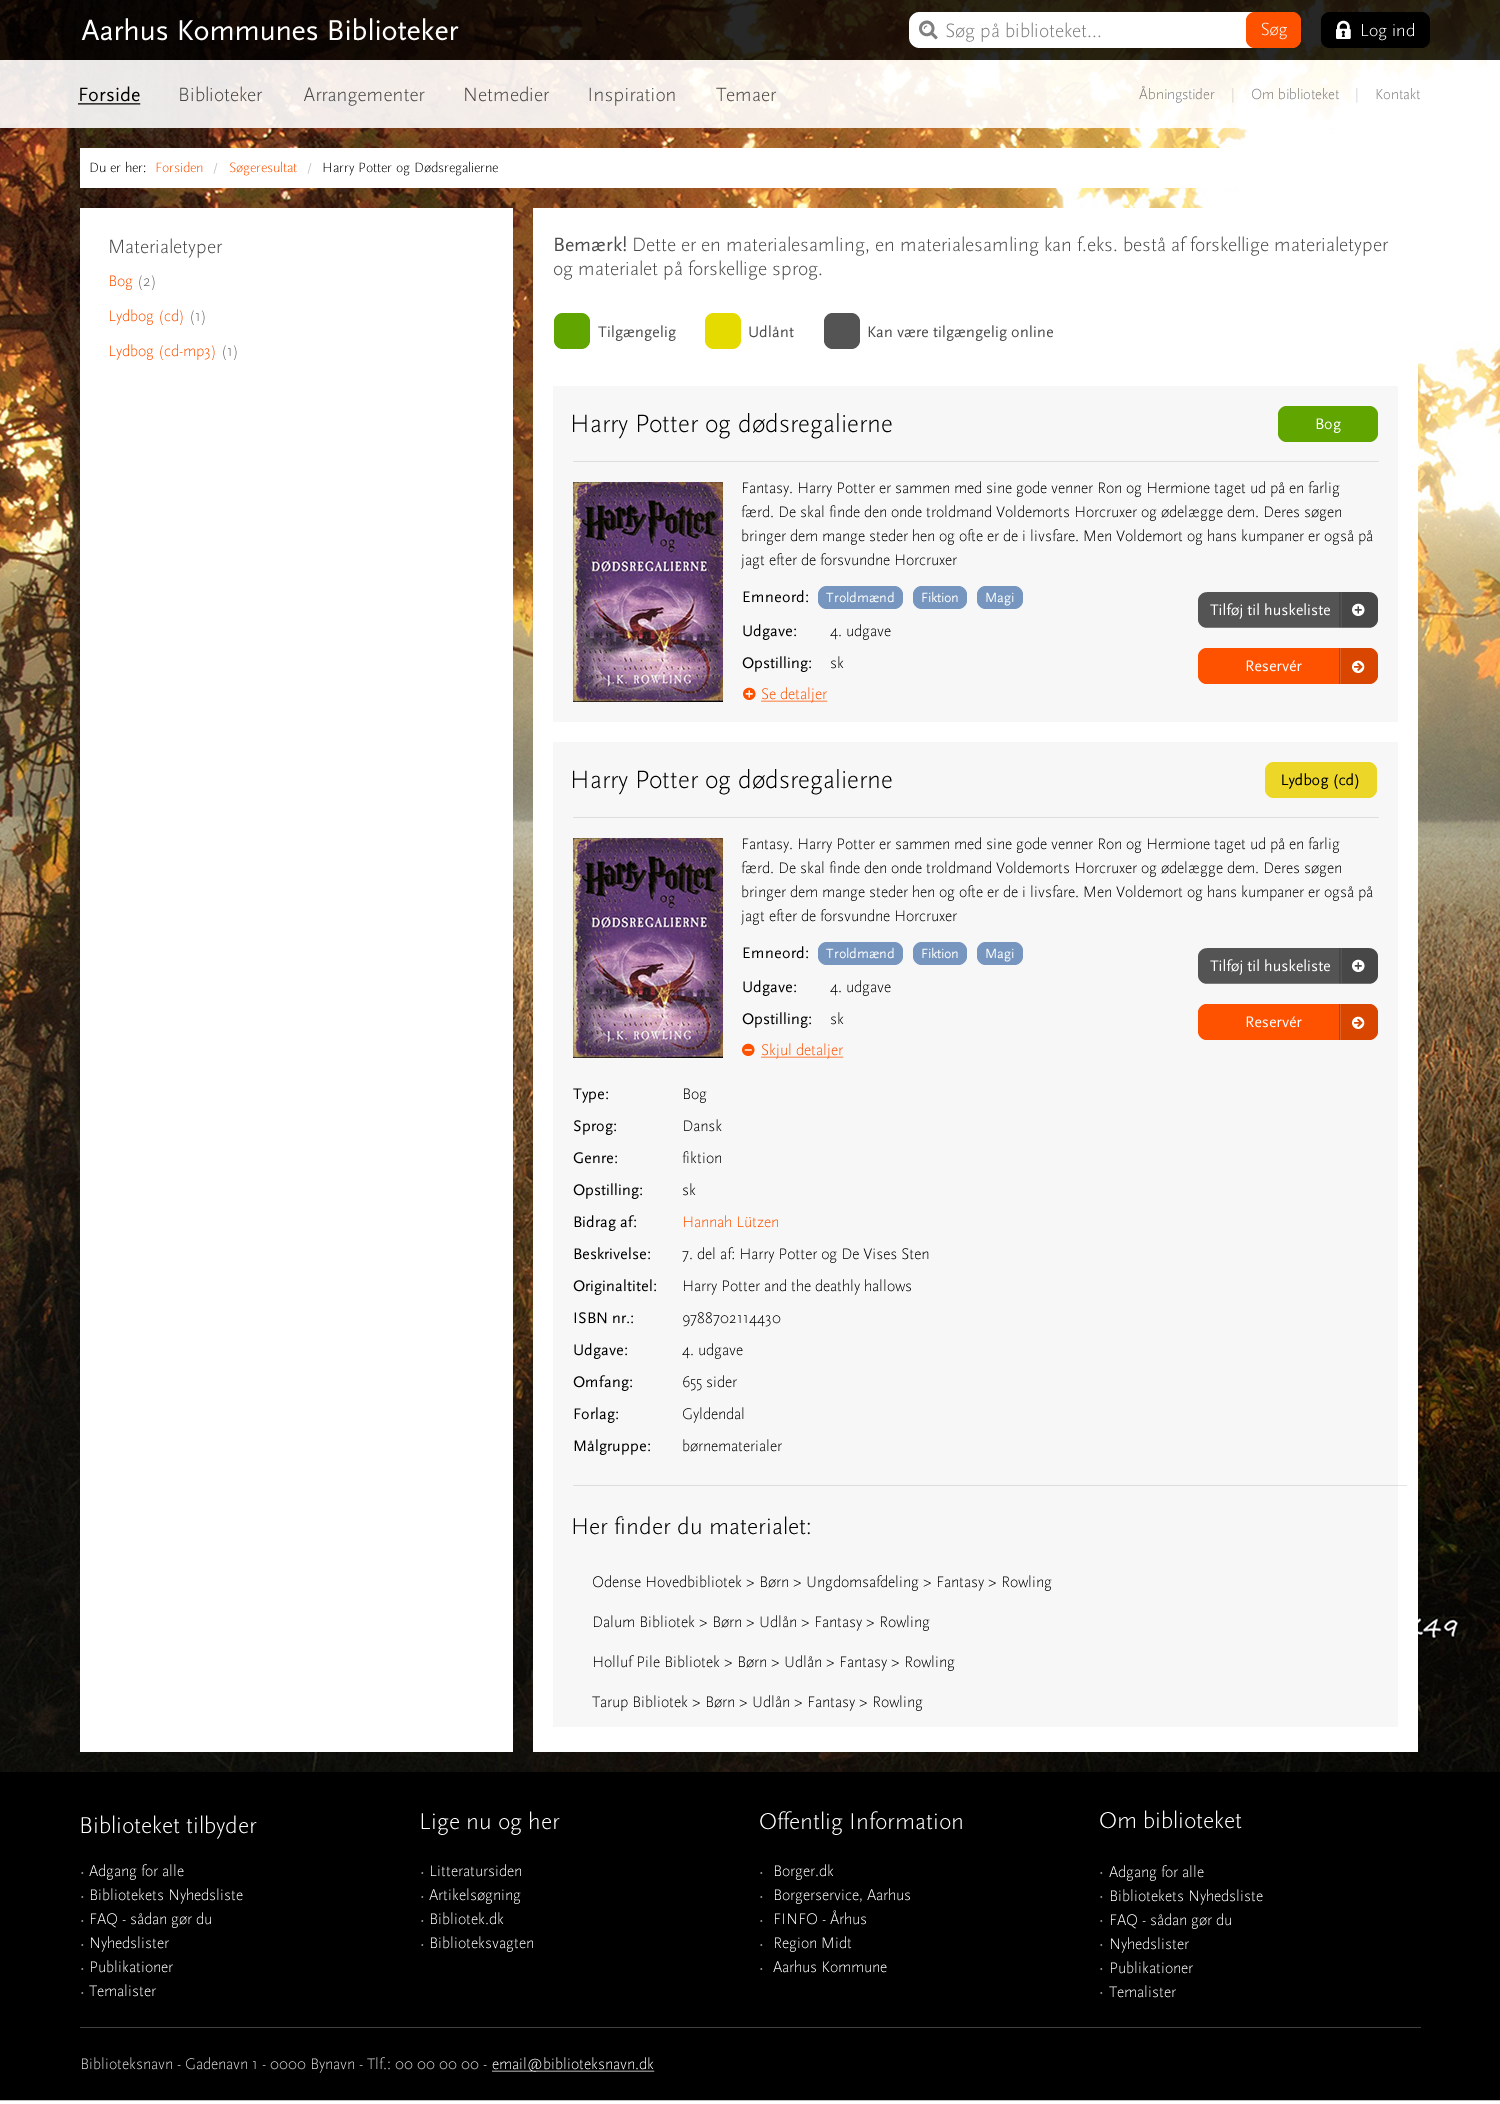 Aarhus Kommunes Biblioteker
Søg på biblioteket...
Søg
Log ind
Forside
Biblioteker
Arrangementer
Netmedier
Inspiration
Temaer
Åbningstider | Om biblioteket | Kontakt
Du er her: Forsiden / Søgeresultat / Harry Potter og Dødsregalierne
Materialetyper
Bog (2)
Lydbog (cd) (1)
Lydbog (cd-mp3) (1)
Bemærk! Dette er en materialesamling, en materialesamling kan f.eks. bestå af forskellige materialetyper
og materialet på forskellige sprog.
Tilgængelig
Udlånt
Kan være tilgængelig online
Harry Potter og dødsregalierne
Bog
Harry Potter
og
DØDSREGALIERNE
J.K. ROWLING
Fantasy. Harry Potter er sammen med sine gode venner Ron og Hermione taget ud på en farlig
færd. De skal finde den onde troldmand Voldemorts Horcruxer og ødelægge dem. Deres søgen
bringer dem mange steder hen og ofte er de i livsfare. Men Voldemort og hans kumpaner er også på
jagt efter de forsvundne Horcruxer
Emneord: Troldmænd Fiktion Magi
Udgave: 4. udgave
Opstilling: sk
Se detaljer
Tilføj til huskeliste
Reservér
Harry Potter og dødsregalierne
Lydbog (cd)
Harry Potter
og
DØDSREGALIERNE
J.K. ROWLING
Fantasy. Harry Potter er sammen med sine gode venner Ron og Hermione taget ud på en farlig
færd. De skal finde den onde troldmand Voldemorts Horcruxer og ødelægge dem. Deres søgen
bringer dem mange steder hen og ofte er de i livsfare. Men Voldemort og hans kumpaner er også på
jagt efter de forsvundne Horcruxer
Emneord: Troldmænd Fiktion Magi
Udgave: 4. udgave
Opstilling: sk
Skjul detaljer
Tilføj til huskeliste
Reservér
Type: Bog
Sprog: Dansk
Genre: fiktion
Opstilling: sk
Bidrag af: Hannah Lützen
Beskrivelse: 7. del af: Harry Potter og De Vises Sten
Originaltitel: Harry Potter and the deathly hallows
ISBN nr.: 9788702114430
Udgave: 4. udgave
Omfang: 655 sider
Forlag: Gyldendal
Målgruppe: børnematerialer
Her finder du materialet:
Odense Hovedbibliotek > Børn > Ungdomsafdeling > Fantasy > Rowling
Dalum Bibliotek > Børn > Udlån > Fantasy > Rowling
Holluf Pile Bibliotek > Børn > Udlån > Fantasy > Rowling
Tarup Bibliotek > Børn > Udlån > Fantasy > Rowling
Biblioteket tilbyder
· Adgang for alle
· Bibliotekets Nyhedsliste
· FAQ - sådan gør du
· Nyhedslister
· Publikationer
· Temalister
Lige nu og her
· Litteratursiden
· Artikelsøgning
· Bibliotek.dk
· Biblioteksvagten
Offentlig Information
· Borger.dk
· Borgerservice, Aarhus
· FINFO - Århus
· Region Midt
· Aarhus Kommune
Om biblioteket
· Adgang for alle
· Bibliotekets Nyhedsliste
· FAQ - sådan gør du
· Nyhedslister
· Publikationer
· Temalister
Biblioteksnavn - Gadenavn 1 - 0000 Bynavn - Tlf.: 00 00 00 00 - email@biblioteksnavn.dk